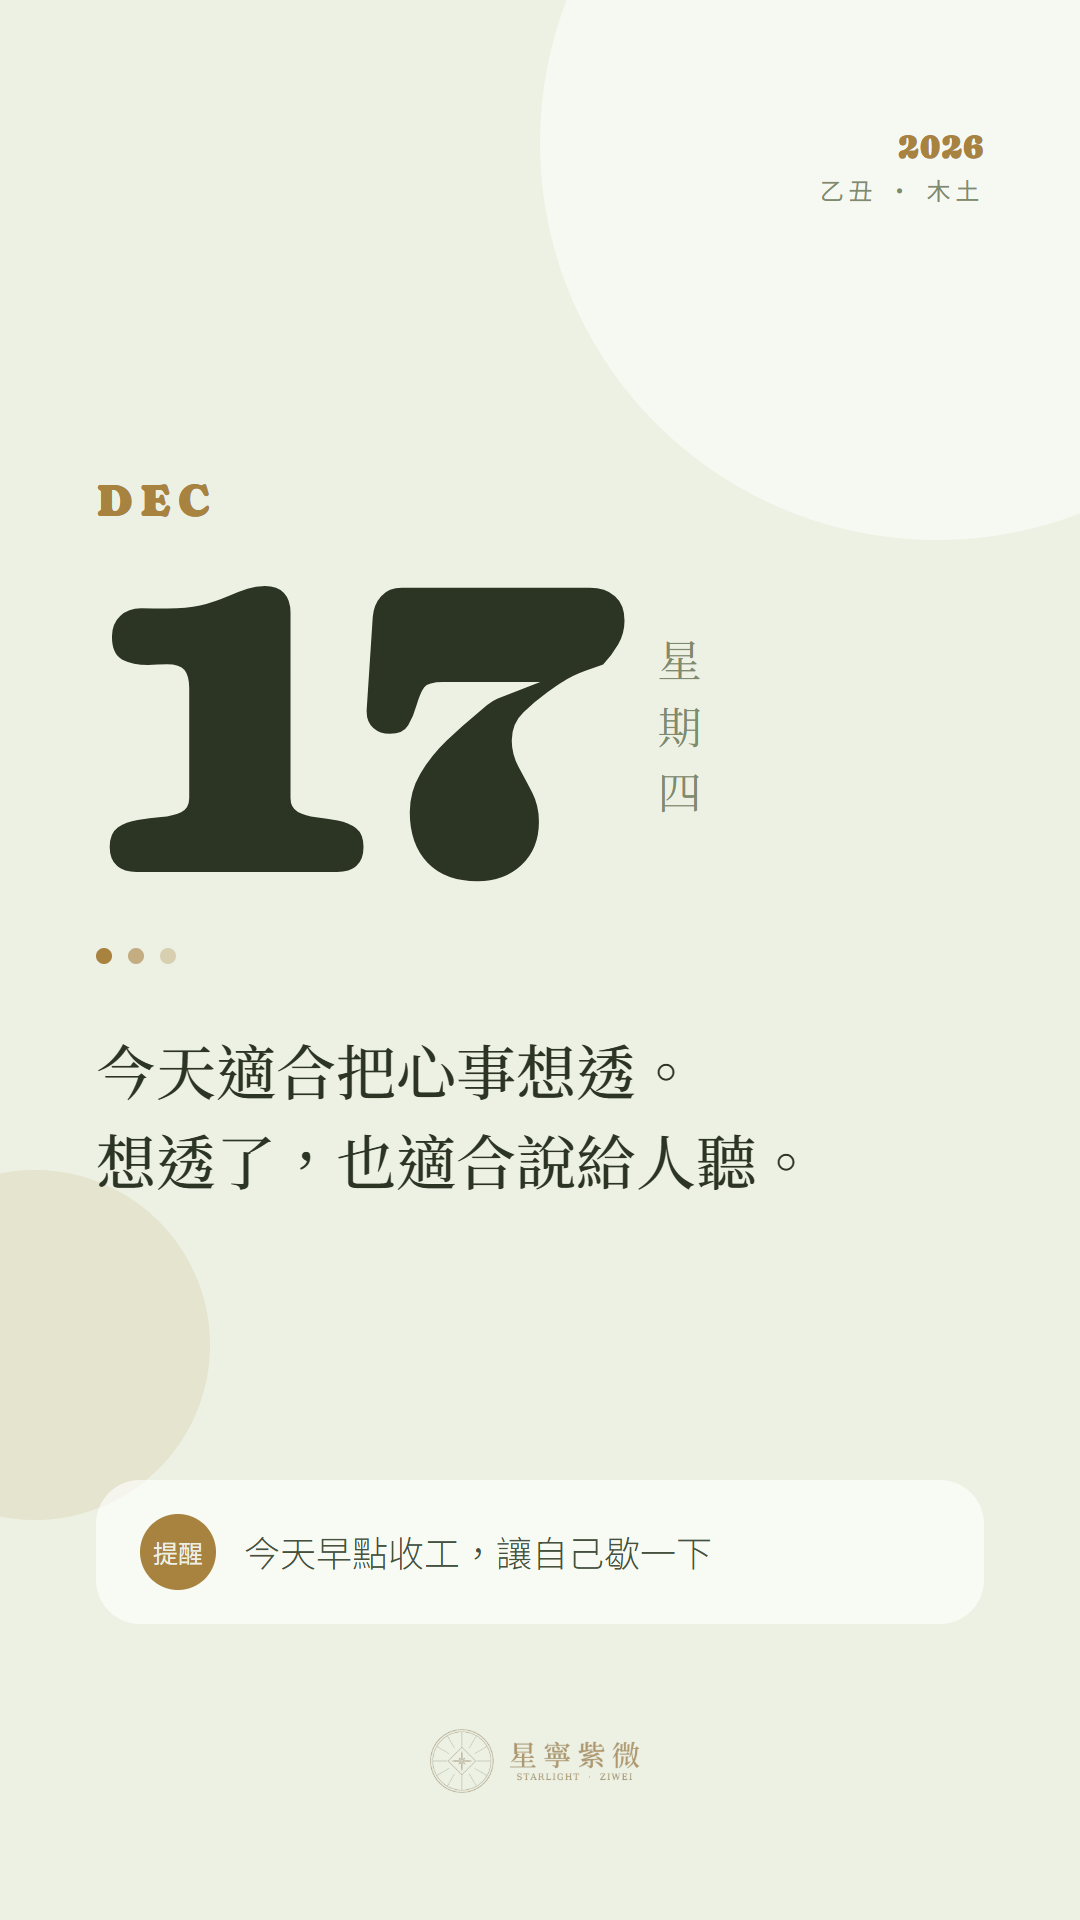 2026
乙丑 · 木土
DEC
17
星期四
今天適合把心事想透。
想透了，也適合說給人聽。
提醒
今天早點收工，讓自己歇一下
星寧紫微
STARLIGHT · ZIWEI